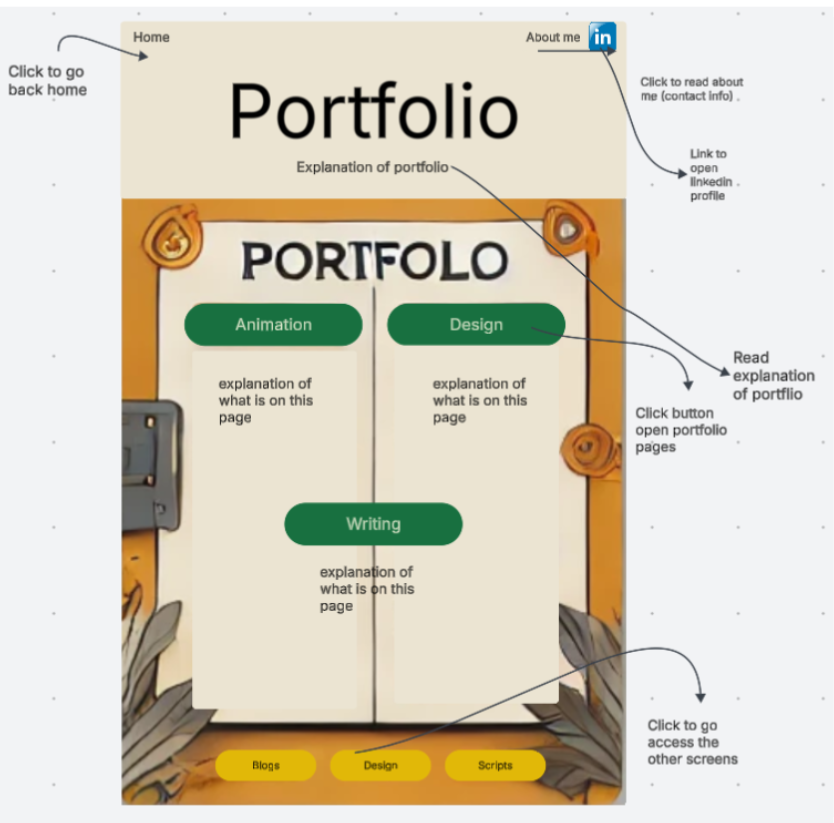 Home
About me
in
Click to go
back home
Click to read about
me (contact info)
Portfolio
Explanation of portfolio
Link to
open
linkedin
profile
PORTFOLO
Animation
Design
explanation of
what is on this
page
explanation of
what is on this
page
Read
explanation
of portflio
Click button
open portfolio
pages
Writing
explanation of
what is on this
page
Click to go
access the
other screens
Blogs
Design
Scripts